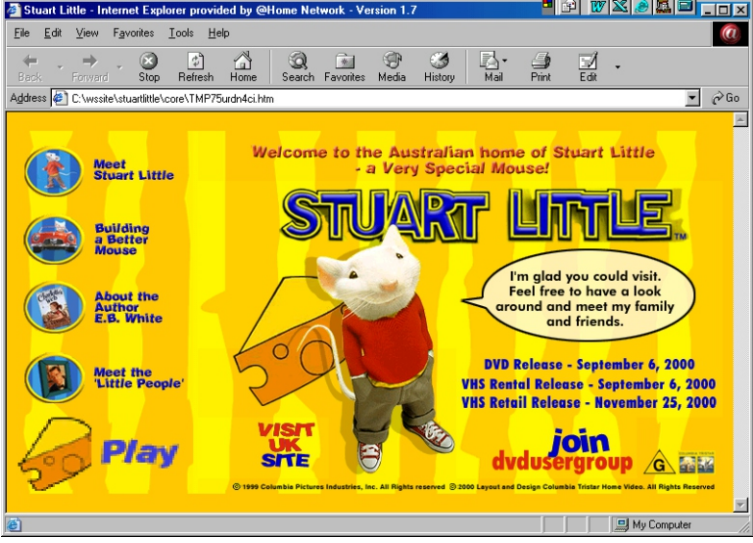 Stuart Little - Internet Explorer provided by @Home Network - Version 1.7
File Edit View Favorites Tools Help
Back Forward Stop Refresh Home Search Favorites Media History Mail Print Edit
Address C:\wssite\stuartlittle\core\TMP75urdn4ci.htm Go
Welcome to the Australian home of Stuart Little
- a Very Special Mouse!
STUART LITTLE™
Meet
Stuart Little
Building
a Better
Mouse
About the
Author
E.B. White
Meet the
'Little People'
Play
I'm glad you could visit.
Feel free to have a look
around and meet my family
and friends.
DVD Release - September 6, 2000
VHS Rental Release - September 6, 2000
VHS Retail Release - November 25, 2000
VISIT
UK
SITE
join
dvdusergroup
G
© 1999 Columbia Pictures Industries, Inc. All Rights reserved © 2000 Layout and Design Columbia Tristar Home Video. All Rights Reserved
My Computer